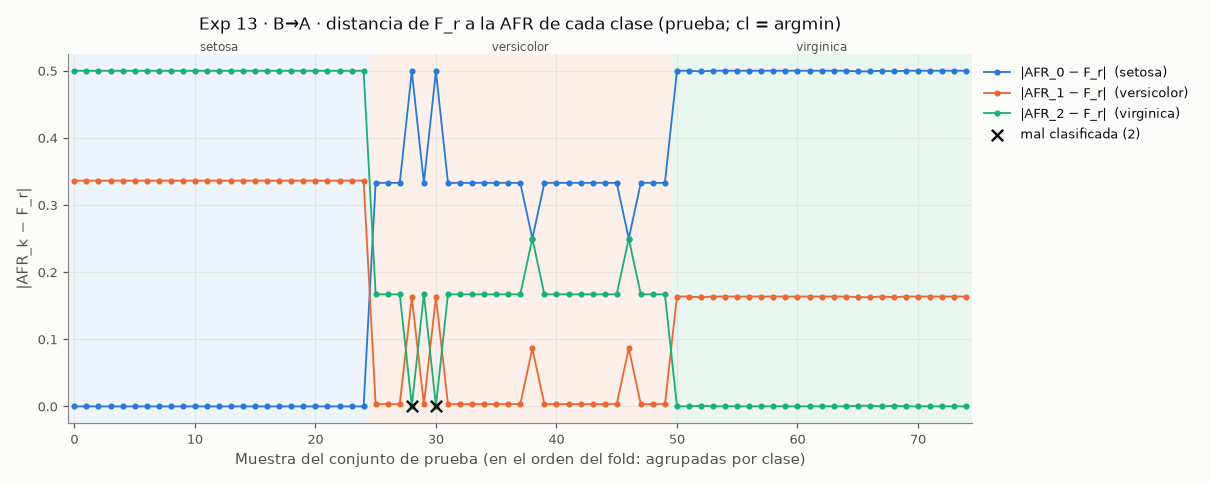 Exp 13 · B→A · distancia de F_r a la AFR de cada clase (prueba; cl = argmin)
setosa
versicolor
virginica
|AFR_0 − F_r| (setosa)
|AFR_1 − F_r| (versicolor)
|AFR_2 − F_r| (virginica)
mal clasificada (2)
|AFR_k − F_r|
0.5
0.4
0.3
0.2
0.1
0.0
0 10 20 30 40 50 60 70
Muestra del conjunto de prueba (en el orden del fold: agrupadas por clase)